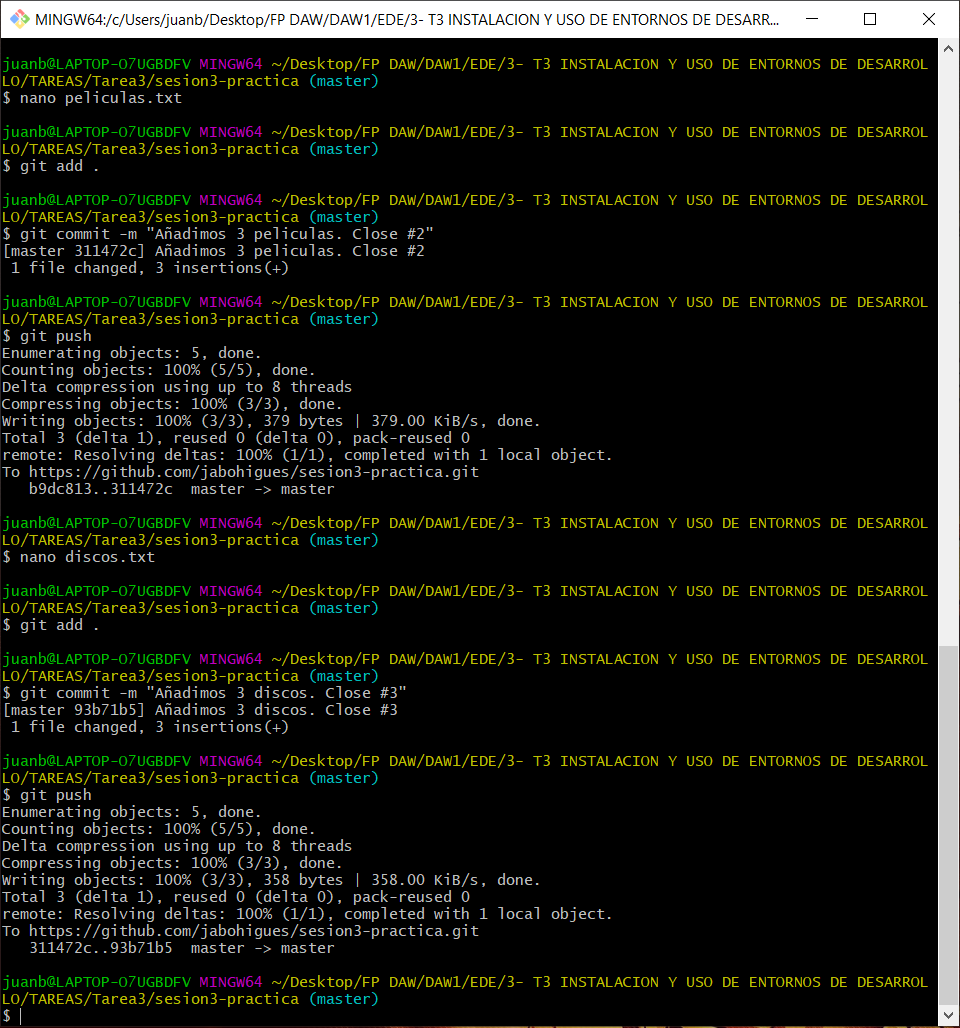 MINGW64:/c/Users/juanb/Desktop/FP DAW/DAW1/EDE/3- T3 INSTALACION Y USO DE ENTORNOS DE DESARR...
juanb@LAPTOP-O7UGBDFV MINGW64 ~/Desktop/FP DAW/DAW1/EDE/3- T3 INSTALACION Y USO DE ENTORNOS DE DESARROL
LO/TAREAS/Tarea3/sesion3-practica (master)
$ nano peliculas.txt
juanb@LAPTOP-O7UGBDFV MINGW64 ~/Desktop/FP DAW/DAW1/EDE/3- T3 INSTALACION Y USO DE ENTORNOS DE DESARROL
LO/TAREAS/Tarea3/sesion3-practica (master)
$ git add .
juanb@LAPTOP-O7UGBDFV MINGW64 ~/Desktop/FP DAW/DAW1/EDE/3- T3 INSTALACION Y USO DE ENTORNOS DE DESARROL
LO/TAREAS/Tarea3/sesion3-practica (master)
$ git commit -m "Añadimos 3 peliculas. Close #2"
[master 311472c] Añadimos 3 peliculas. Close #2
 1 file changed, 3 insertions(+)
juanb@LAPTOP-O7UGBDFV MINGW64 ~/Desktop/FP DAW/DAW1/EDE/3- T3 INSTALACION Y USO DE ENTORNOS DE DESARROL
LO/TAREAS/Tarea3/sesion3-practica (master)
$ git push
Enumerating objects: 5, done.
Counting objects: 100% (5/5), done.
Delta compression using up to 8 threads
Compressing objects: 100% (3/3), done.
Writing objects: 100% (3/3), 379 bytes | 379.00 KiB/s, done.
Total 3 (delta 1), reused 0 (delta 0), pack-reused 0
remote: Resolving deltas: 100% (1/1), completed with 1 local object.
To https://github.com/jabohigues/sesion3-practica.git
   b9dc813..311472c  master -> master
juanb@LAPTOP-O7UGBDFV MINGW64 ~/Desktop/FP DAW/DAW1/EDE/3- T3 INSTALACION Y USO DE ENTORNOS DE DESARROL
LO/TAREAS/Tarea3/sesion3-practica (master)
$ nano discos.txt
juanb@LAPTOP-O7UGBDFV MINGW64 ~/Desktop/FP DAW/DAW1/EDE/3- T3 INSTALACION Y USO DE ENTORNOS DE DESARROL
LO/TAREAS/Tarea3/sesion3-practica (master)
$ git add .
juanb@LAPTOP-O7UGBDFV MINGW64 ~/Desktop/FP DAW/DAW1/EDE/3- T3 INSTALACION Y USO DE ENTORNOS DE DESARROL
LO/TAREAS/Tarea3/sesion3-practica (master)
$ git commit -m "Añadimos 3 discos. Close #3"
[master 93b71b5] Añadimos 3 discos. Close #3
 1 file changed, 3 insertions(+)
juanb@LAPTOP-O7UGBDFV MINGW64 ~/Desktop/FP DAW/DAW1/EDE/3- T3 INSTALACION Y USO DE ENTORNOS DE DESARROL
LO/TAREAS/Tarea3/sesion3-practica (master)
$ git push
Enumerating objects: 5, done.
Counting objects: 100% (5/5), done.
Delta compression using up to 8 threads
Compressing objects: 100% (3/3), done.
Writing objects: 100% (3/3), 358 bytes | 358.00 KiB/s, done.
Total 3 (delta 1), reused 0 (delta 0), pack-reused 0
remote: Resolving deltas: 100% (1/1), completed with 1 local object.
To https://github.com/jabohigues/sesion3-practica.git
   311472c..93b71b5  master -> master
juanb@LAPTOP-O7UGBDFV MINGW64 ~/Desktop/FP DAW/DAW1/EDE/3- T3 INSTALACION Y USO DE ENTORNOS DE DESARROL
LO/TAREAS/Tarea3/sesion3-practica (master)
$